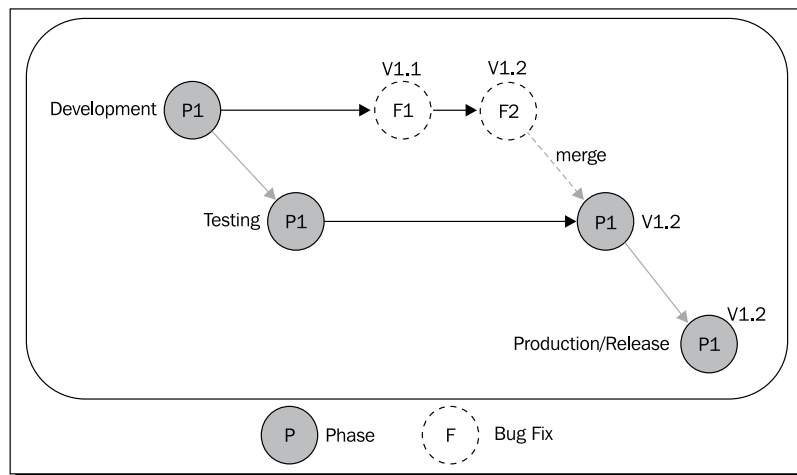 V1.1
V1.2
Development
P1
F1
F2
merge
Testing
P1
P1
V1.2
V1.2
Production/Release
P1
P
Phase
F
Bug Fix